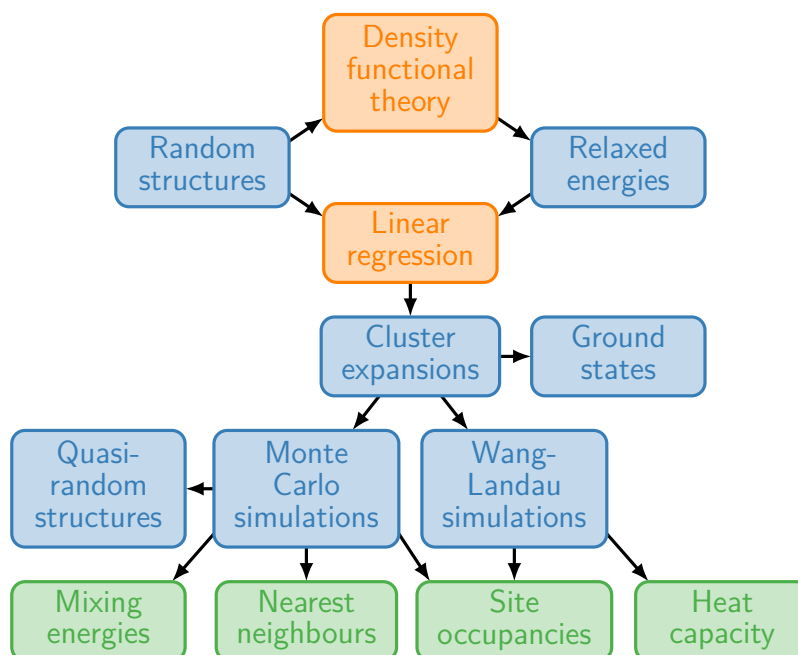 Density
functional
theory
Random
structures
Relaxed
energies
Linear
regression
Cluster
expansions
Ground
states
Quasi-
random
structures
Monte
Carlo
simulations
Wang-
Landau
simulations
Mixing
energies
Nearest
neighbours
Site
occupancies
Heat
capacity